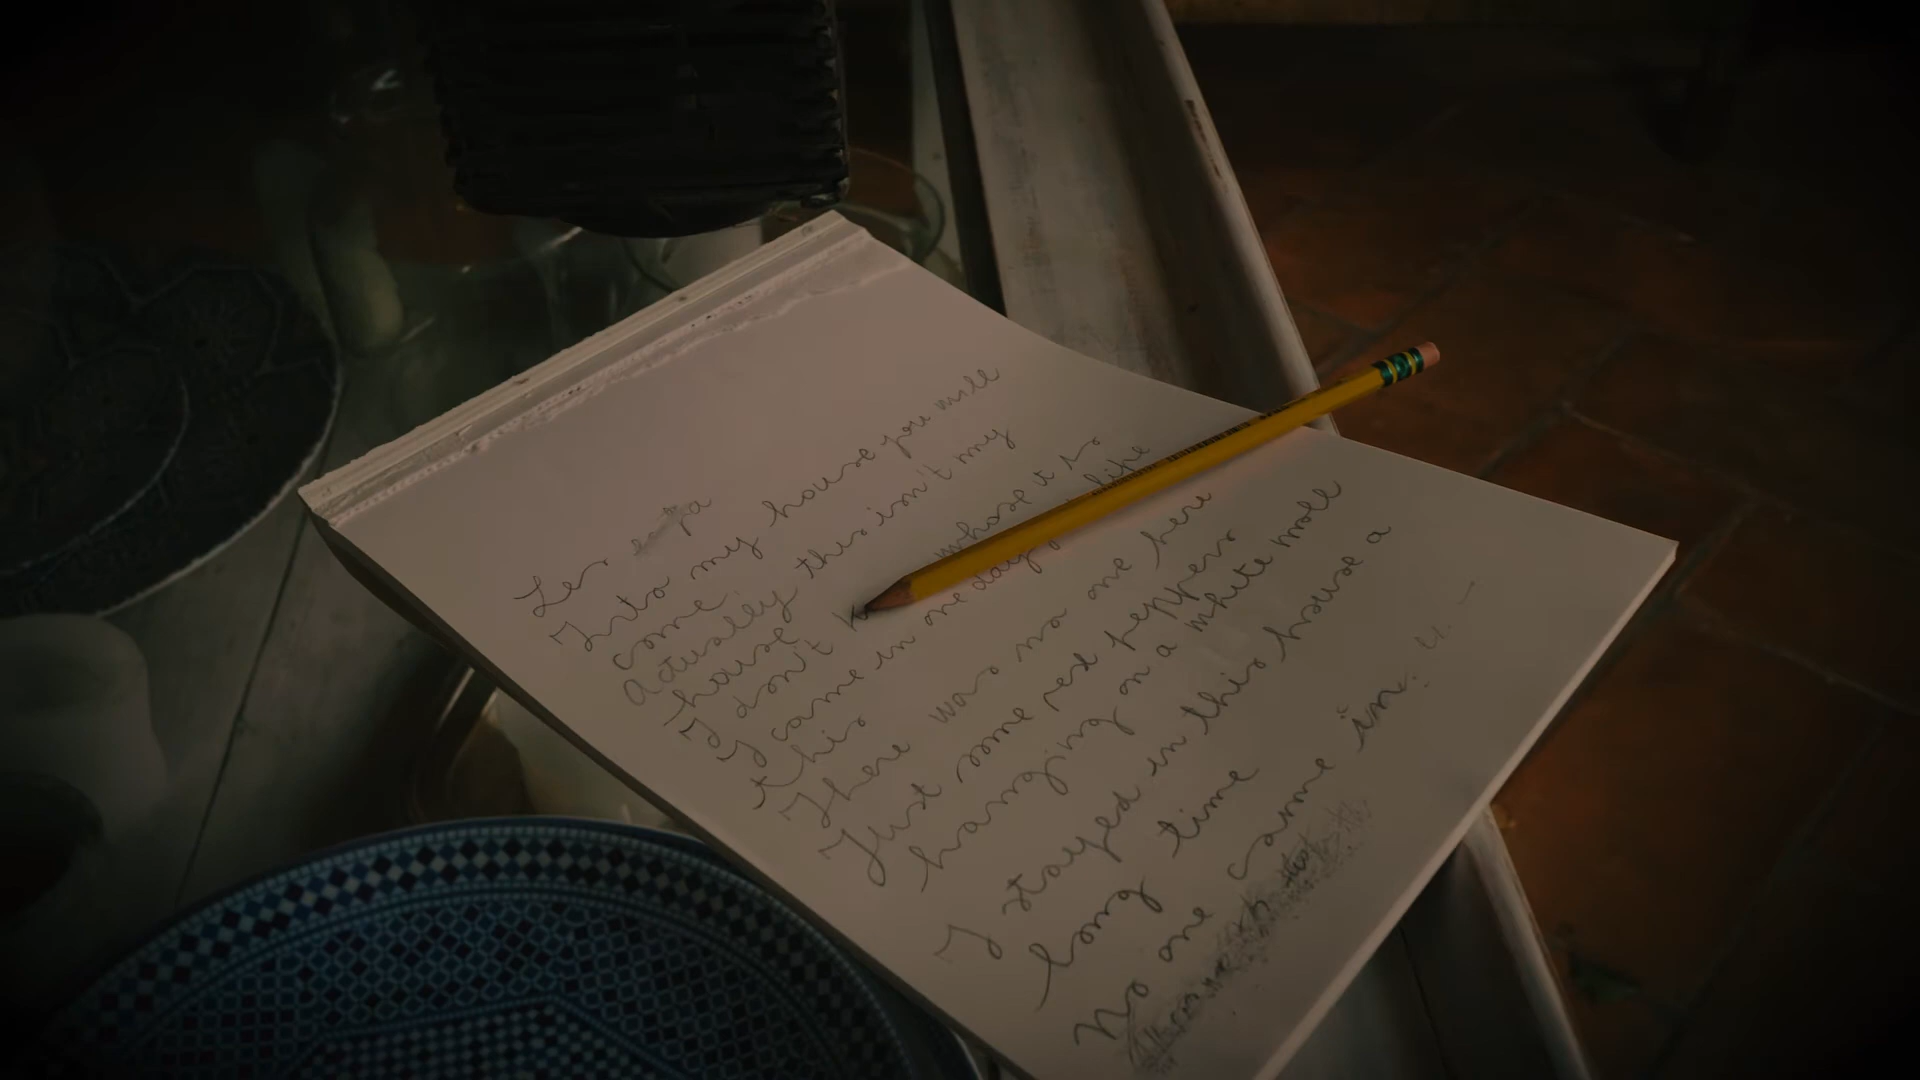 Into my house you will
come.
Actually this isn't my
house
I don't whose it is
I came in one day life
this
There was no one here
Just some red peppers
hanging on a white wall
I stayed in this house a
long time
No one came in.